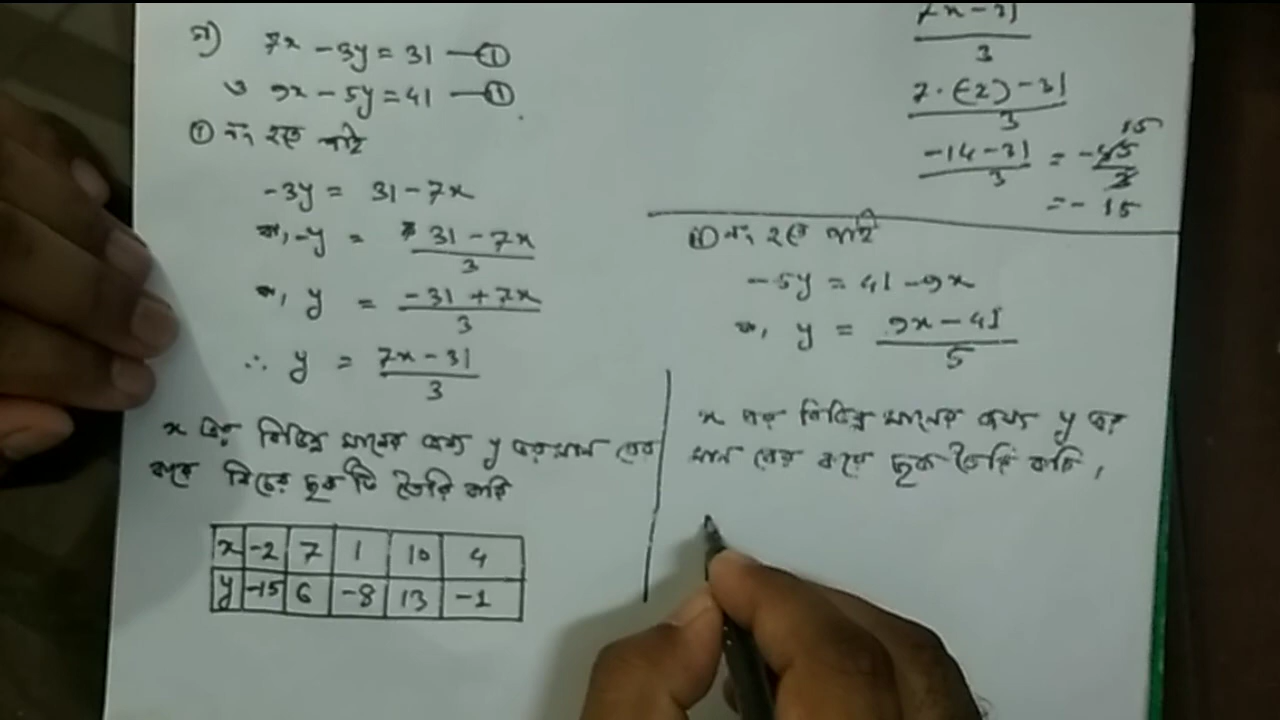 গ) 7x - 3y = 31 —(i)
ও 9x - 5y = 41 —(ii)
(i) নং হতে পাই
-3y = 31 - 7x
বা, -y = 31 - 7x / 3
বা, y = -31 + 7x / 3
∴ y = 7x - 31 / 3
x এর বিভিন্ন মানের জন্য y এর মান বের
করে নিচের ছকটি তৈরি করি
x -2 7 1 10 4
y -15 6 -8 13 -1
7x - 31 / 3
7·(-2) - 31 / 3
-14 - 31 / 3 = -45 / 3 15
= - 15
(ii) নং হতে পাই
-5y = 41 - 9x
বা, y = 9x - 41 / 5
x এর বিভিন্ন মানের জন্য y এর
মান বের করে ছক তৈরি করি,